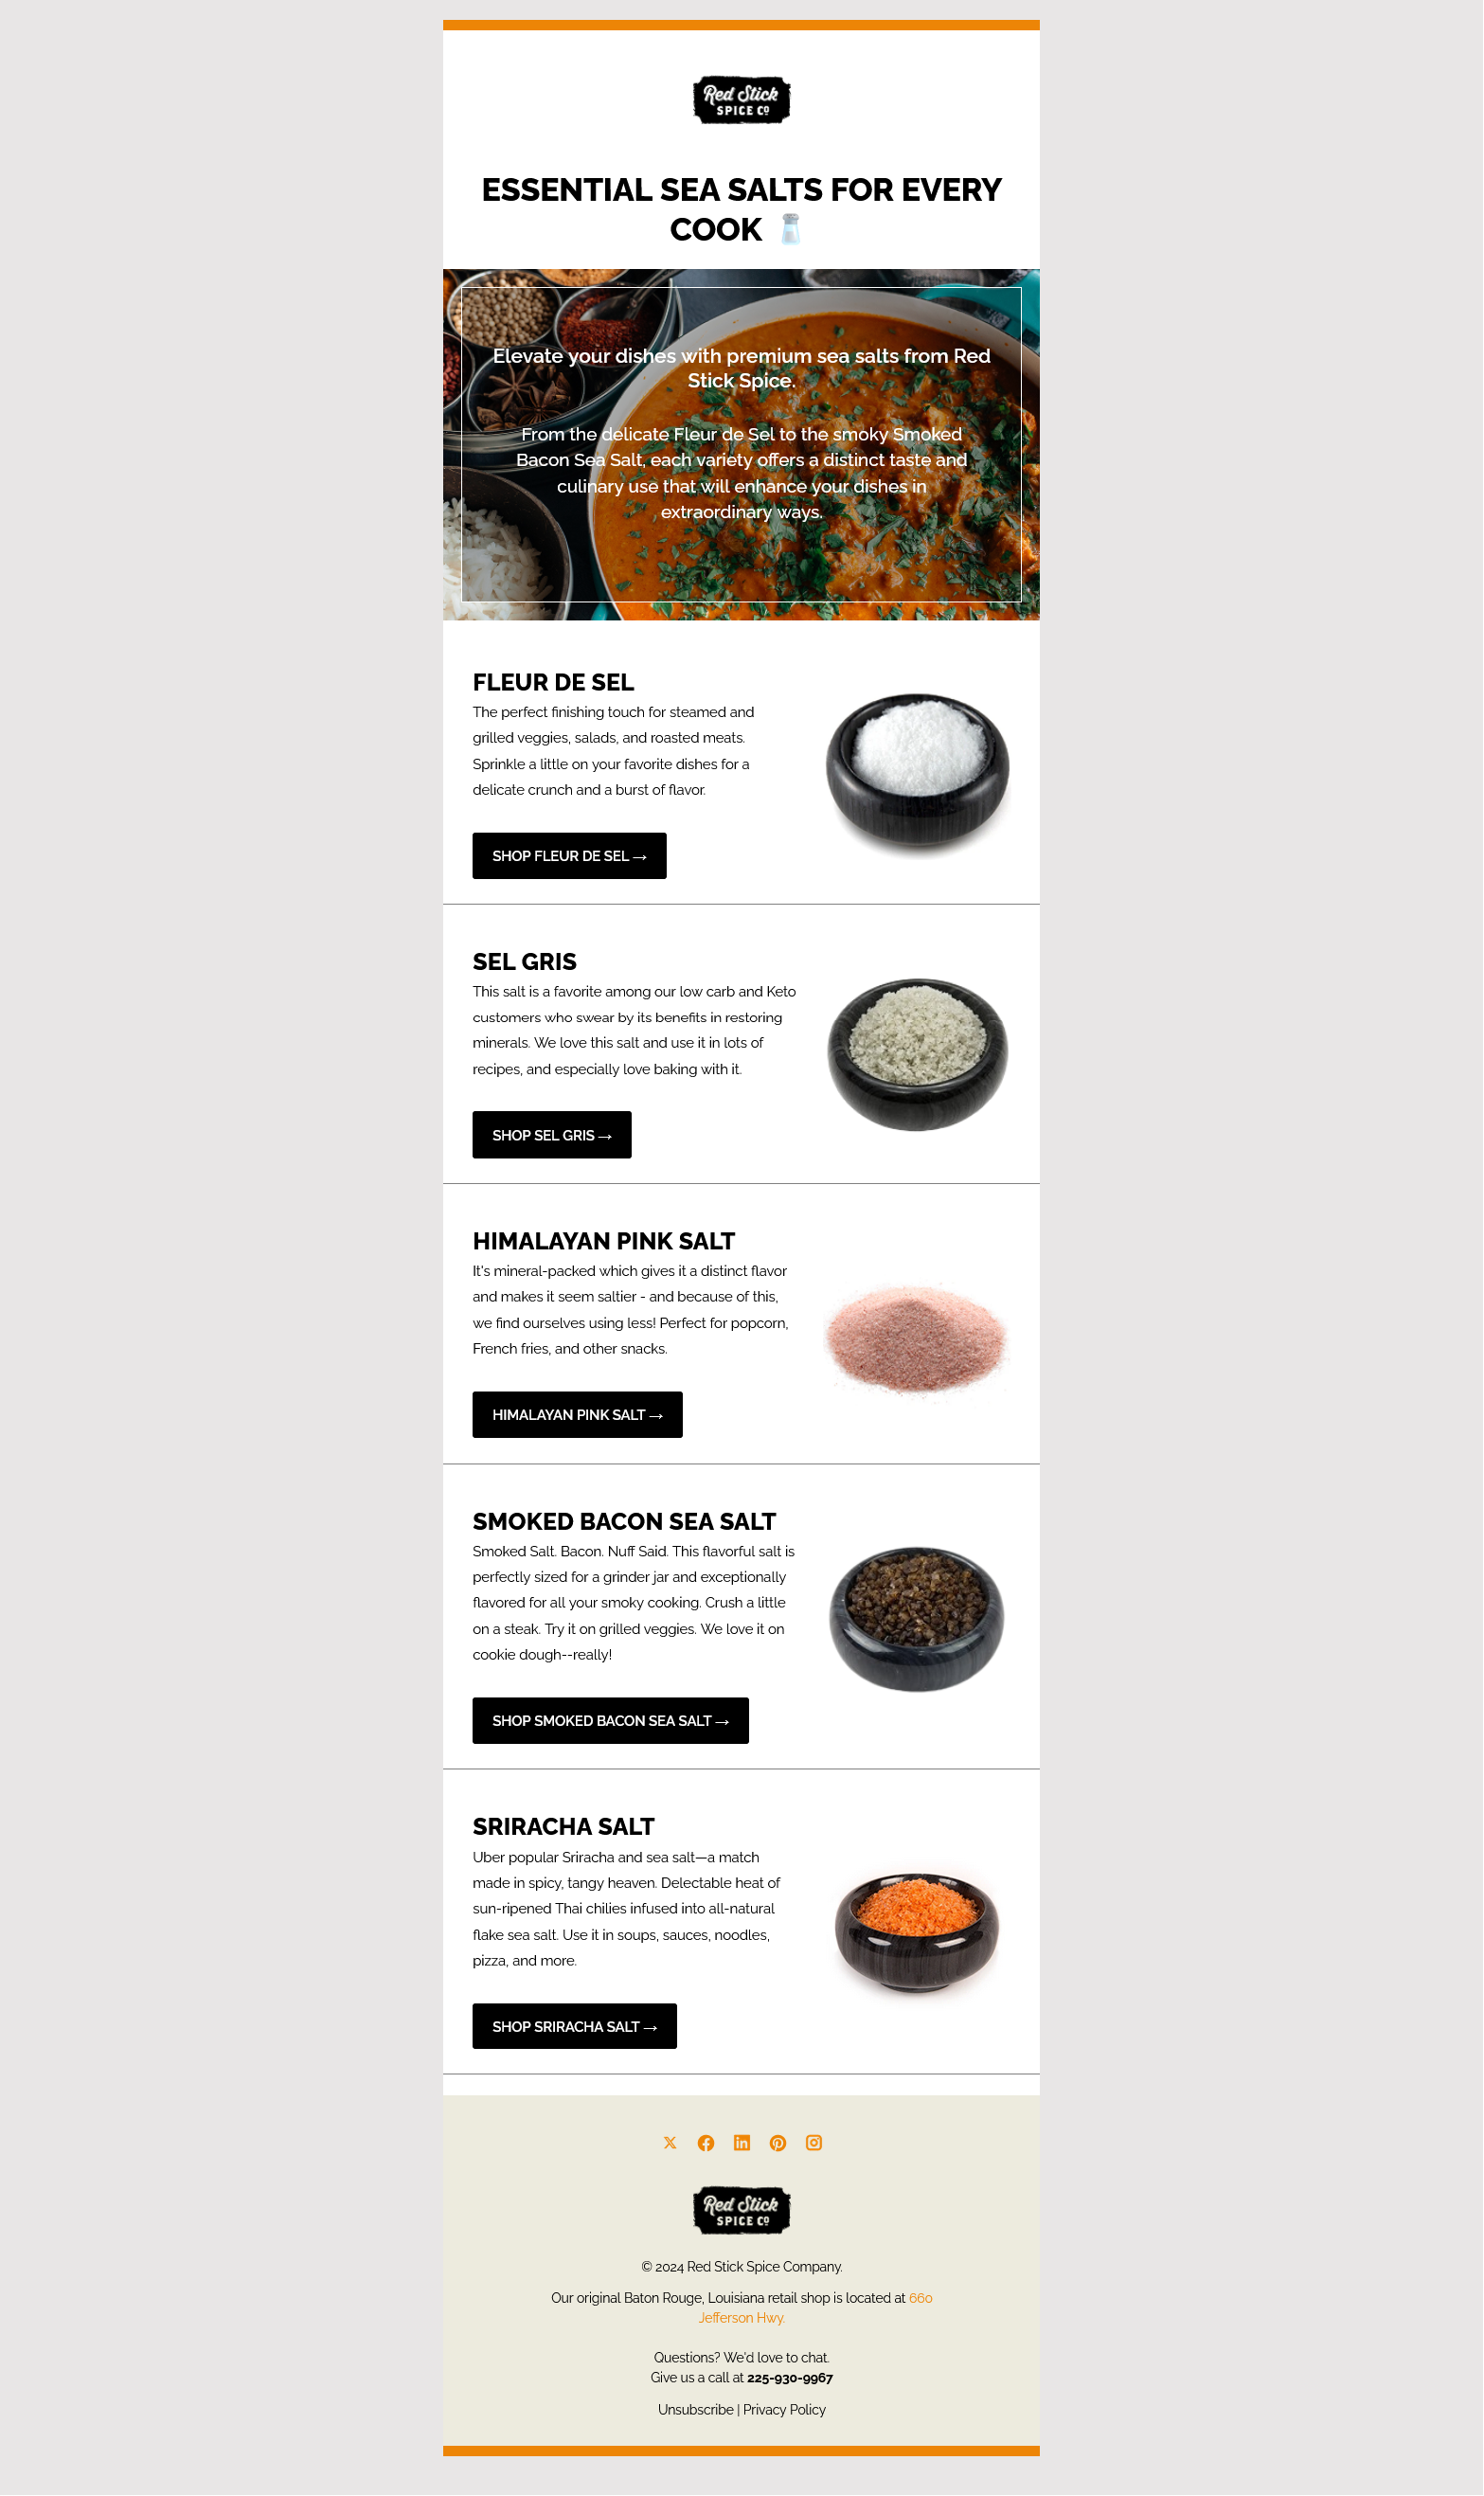 Red Stick
SPICE CO
ESSENTIAL SEA SALTS FOR EVERY
COOK 🧂
Elevate your dishes with premium sea salts from Red
Stick Spice.
From the delicate Fleur de Sel to the smoky Smoked
Bacon Sea Salt, each variety offers a distinct taste and
culinary use that will enhance your dishes in
extraordinary ways.
FLEUR DE SEL
The perfect finishing touch for steamed and
grilled veggies, salads, and roasted meats.
Sprinkle a little on your favorite dishes for a
delicate crunch and a burst of flavor.
SHOP FLEUR DE SEL →
SEL GRIS
This salt is a favorite among our low carb and Keto
customers who swear by its benefits in restoring
minerals. We love this salt and use it in lots of
recipes, and especially love baking with it.
SHOP SEL GRIS →
HIMALAYAN PINK SALT
It's mineral-packed which gives it a distinct flavor
and makes it seem saltier - and because of this,
we find ourselves using less! Perfect for popcorn,
French fries, and other snacks.
HIMALAYAN PINK SALT →
SMOKED BACON SEA SALT
Smoked Salt. Bacon. Nuff Said. This flavorful salt is
perfectly sized for a grinder jar and exceptionally
flavored for all your smoky cooking. Crush a little
on a steak. Try it on grilled veggies. We love it on
cookie dough--really!
SHOP SMOKED BACON SEA SALT →
SRIRACHA SALT
Uber popular Sriracha and sea salt—a match
made in spicy, tangy heaven. Delectable heat of
sun-ripened Thai chilies infused into all-natural
flake sea salt. Use it in soups, sauces, noodles,
pizza, and more.
SHOP SRIRACHA SALT →
Red Stick
SPICE CO
© 2024 Red Stick Spice Company.
Our original Baton Rouge, Louisiana retail shop is located at 660
Jefferson Hwy.
Questions? We'd love to chat.
Give us a call at 225-930-9967
Unsubscribe | Privacy Policy